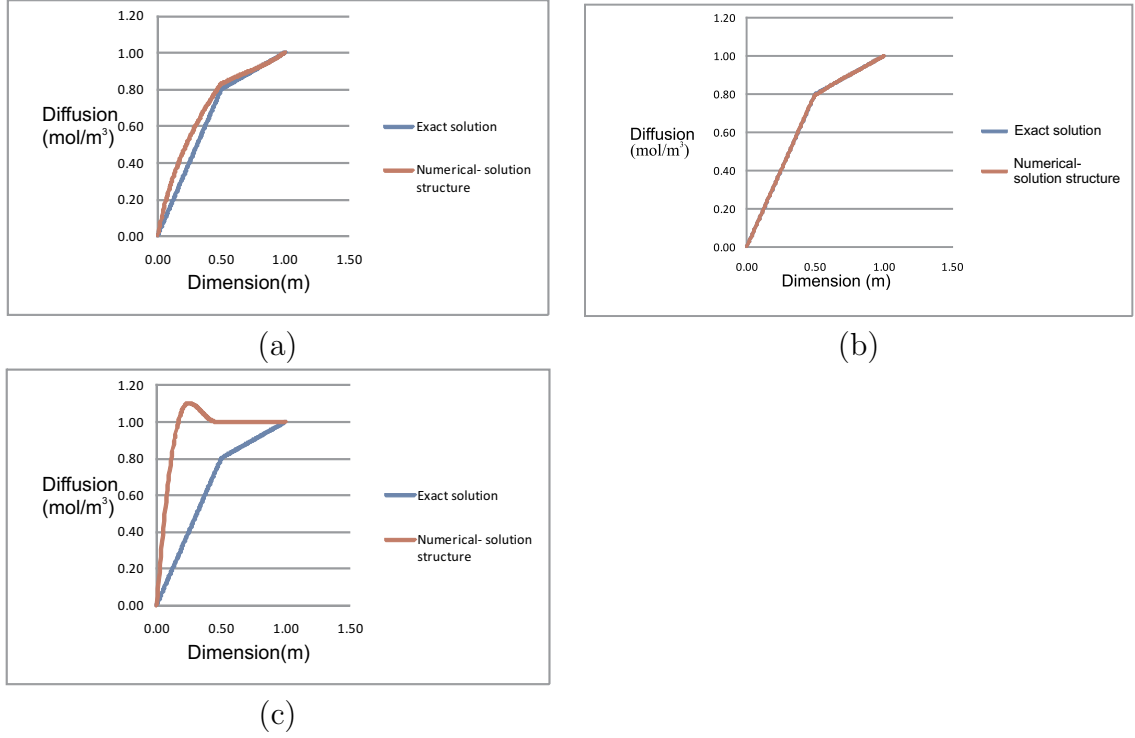 1.20
1.00
0.80
0.60
0.40
0.20
0.00
Diffusion
(mol/m³)
0.00 0.50 1.00 1.50
Dimension(m)
Exact solution
Numerical- solution
structure
(a)
1.20
1.00
0.80
0.60
0.40
0.20
0.00
Diffusion
(mol/m³)
0.00 0.50 1.00 1.50
Dimension (m)
Exact solution
Numerical-
solution structure
(b)
1.20
1.00
0.80
0.60
0.40
0.20
0.00
Diffusion
(mol/m³)
0.00 0.50 1.00 1.50
Dimension(m)
Exact solution
Numerical- solution
structure
(c)